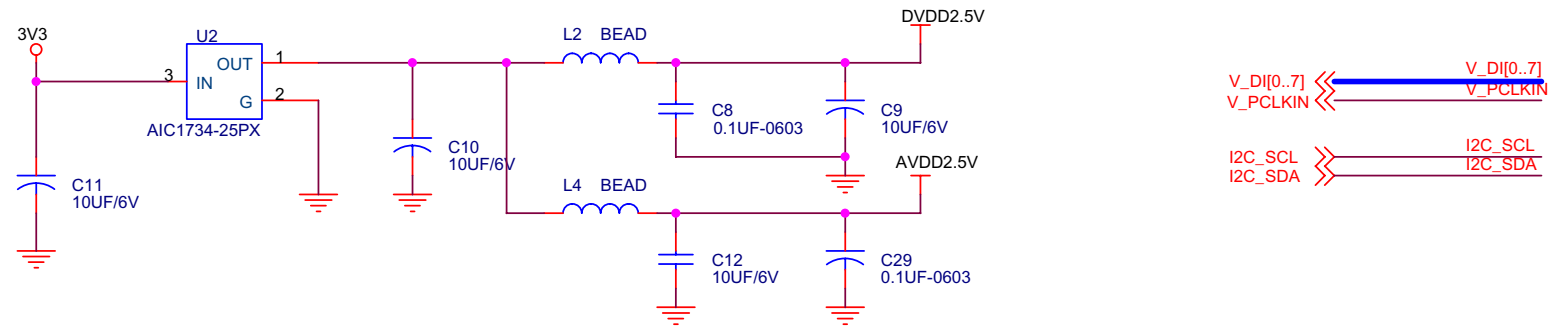 3V3
U2
OUT
IN
G
1
2
3
AIC1734-25PX
C11
10UF/6V
C10
10UF/6V
L2 BEAD
DVDD2.5V
C8
0.1UF-0603
C9
10UF/6V
L4 BEAD
AVDD2.5V
C12
10UF/6V
C29
0.1UF-0603
V_DI[0..7] V_DI[0..7]
V_PCLKIN V_PCLKIN
I2C_SCL I2C_SCL
I2C_SDA I2C_SDA